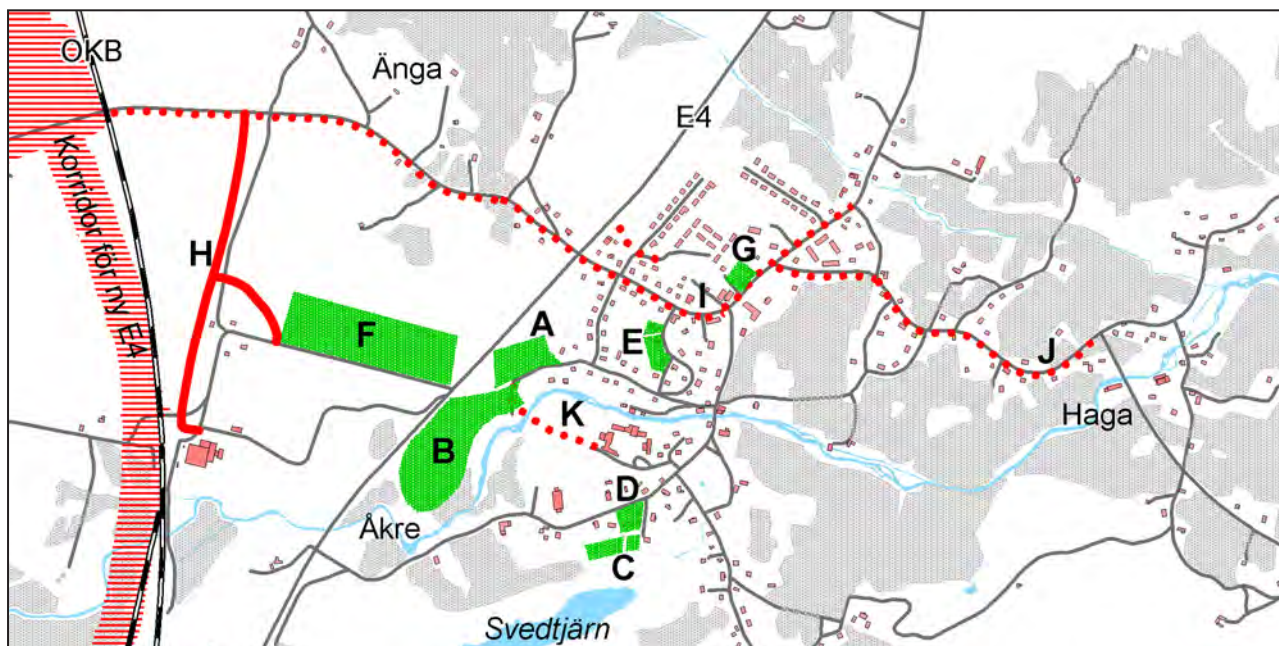 OKB
Änga
E4
Korridor för ny E4
H
G
I
A
F
E
J
K
Haga
B
D
Åkre
C
Svedtjärn